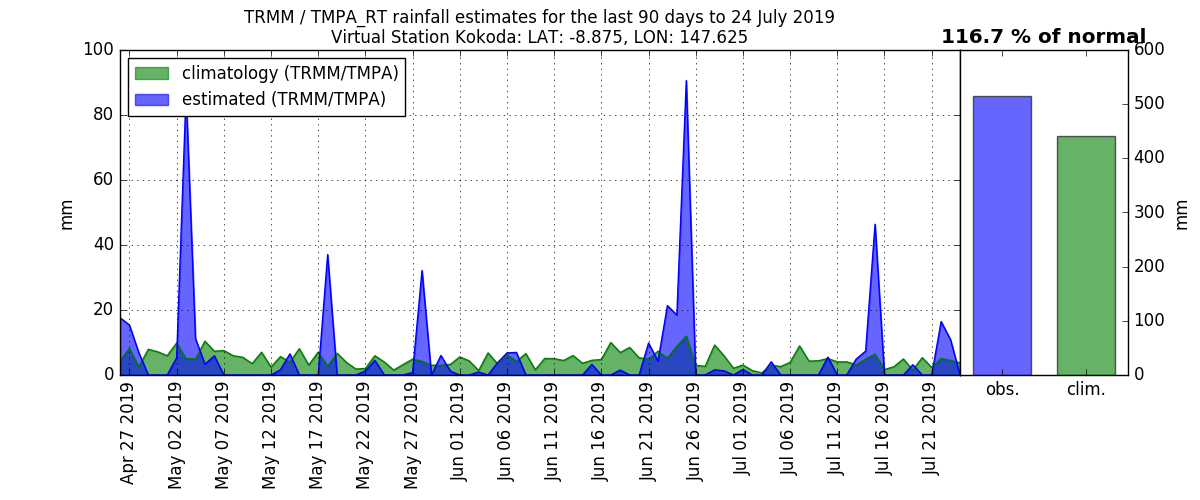 TRMM / TMPA_RT rainfall estimates for the last 90 days to 24 July 2019
Virtual Station Kokoda: LAT: -8.875, LON: 147.625
116.7 % of normal
climatology (TRMM/TMPA)
estimated (TRMM/TMPA)
100
80
60
40
20
0
mm
600
500
400
300
200
100
0
mm
Apr 27 2019
May 02 2019
May 07 2019
May 12 2019
May 17 2019
May 22 2019
May 27 2019
Jun 01 2019
Jun 06 2019
Jun 11 2019
Jun 16 2019
Jun 21 2019
Jun 26 2019
Jul 01 2019
Jul 06 2019
Jul 11 2019
Jul 16 2019
Jul 21 2019
obs.
clim.